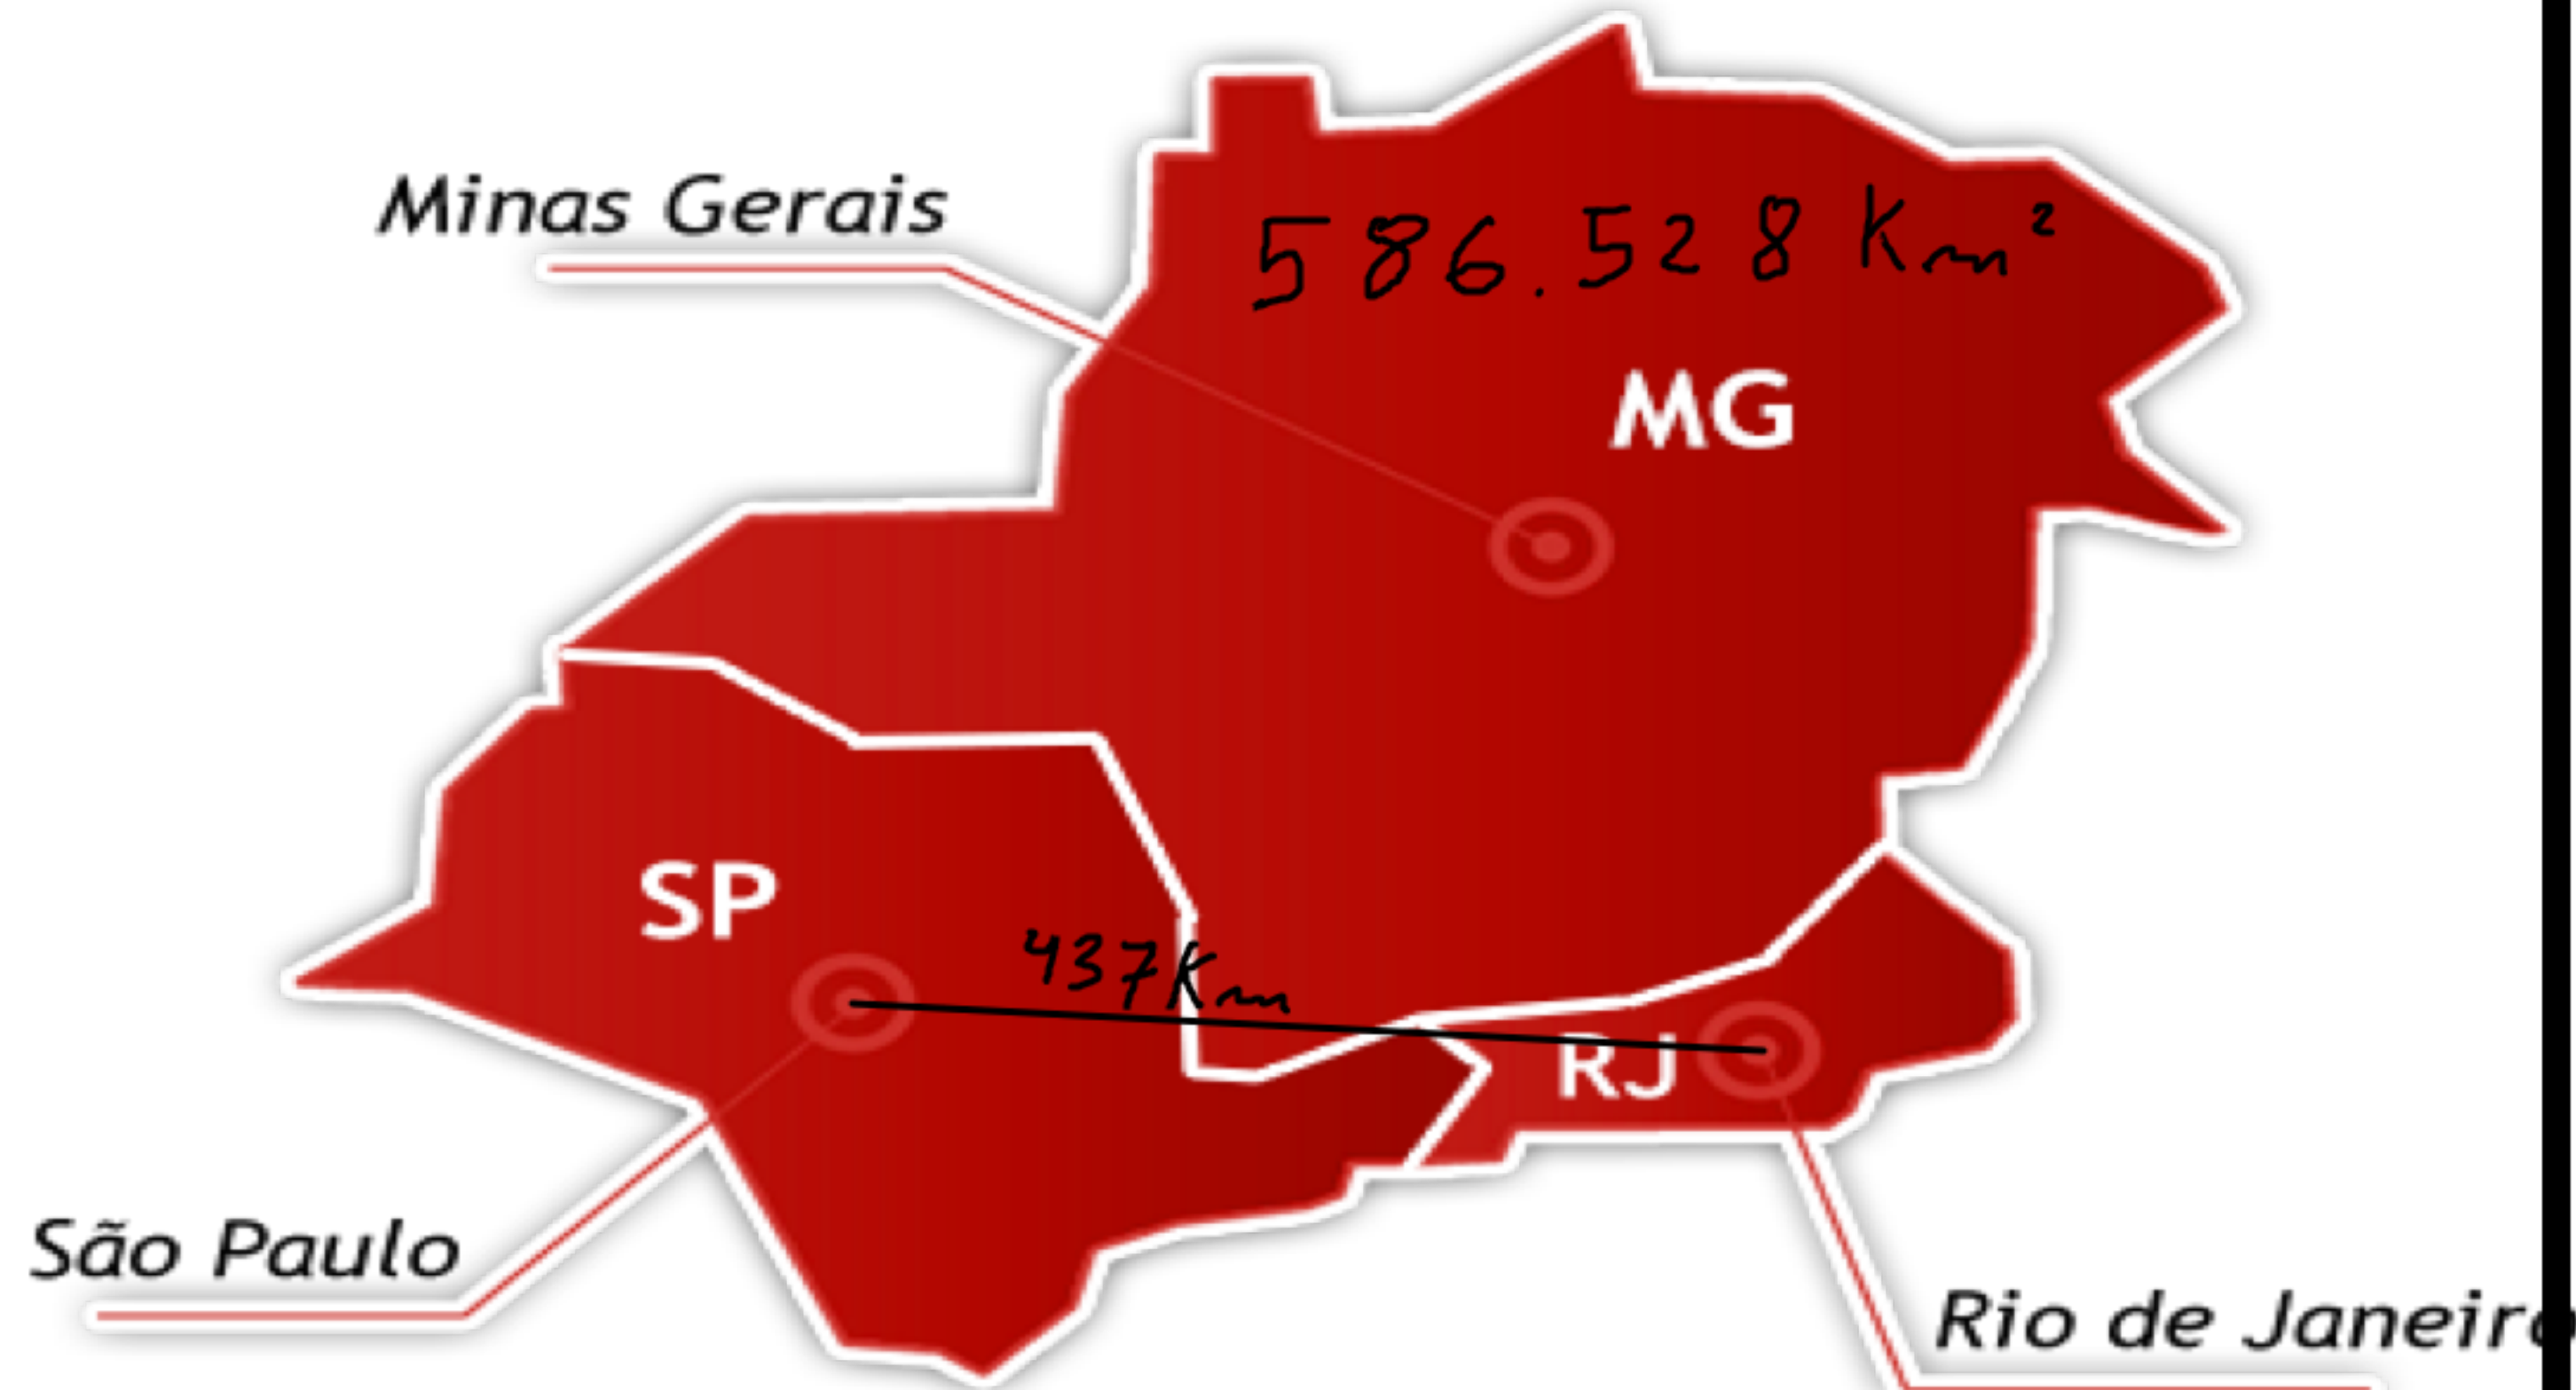 Minas Gerais
586.528 Km²
MG
SP
437Km
RJ
São Paulo
Rio de Janeiro